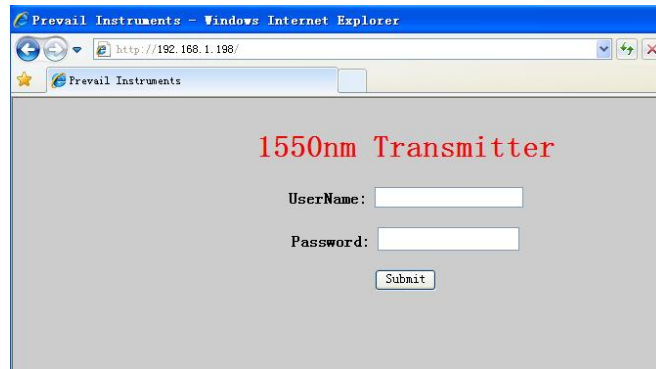 Prevail Instruments - Windows Internet Explorer
http://192.168.1.198/
Prevail Instruments
1550nm Transmitter
UserName:
Password:
Submit